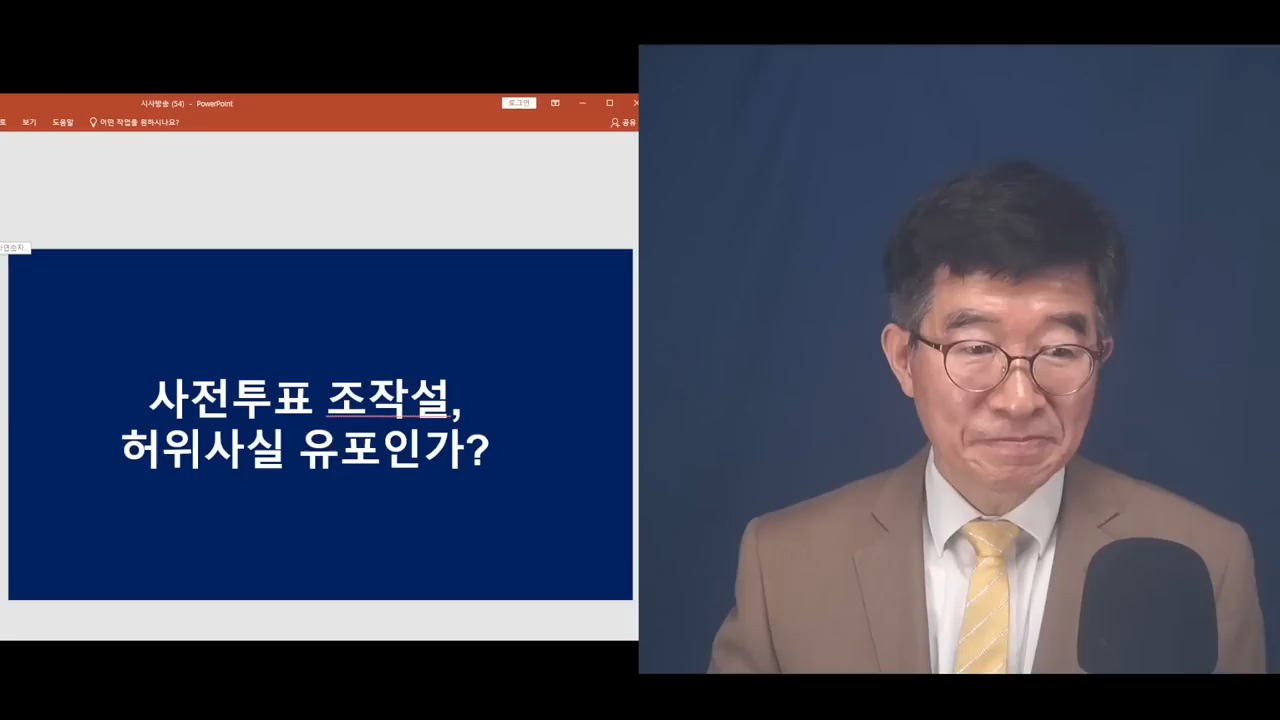 시사방송 (54) - PowerPoint
로그인
보기 도움말 어떤 작업을 원하시나요? 공유
사전투표 조작설,
허위사실 유포인가?